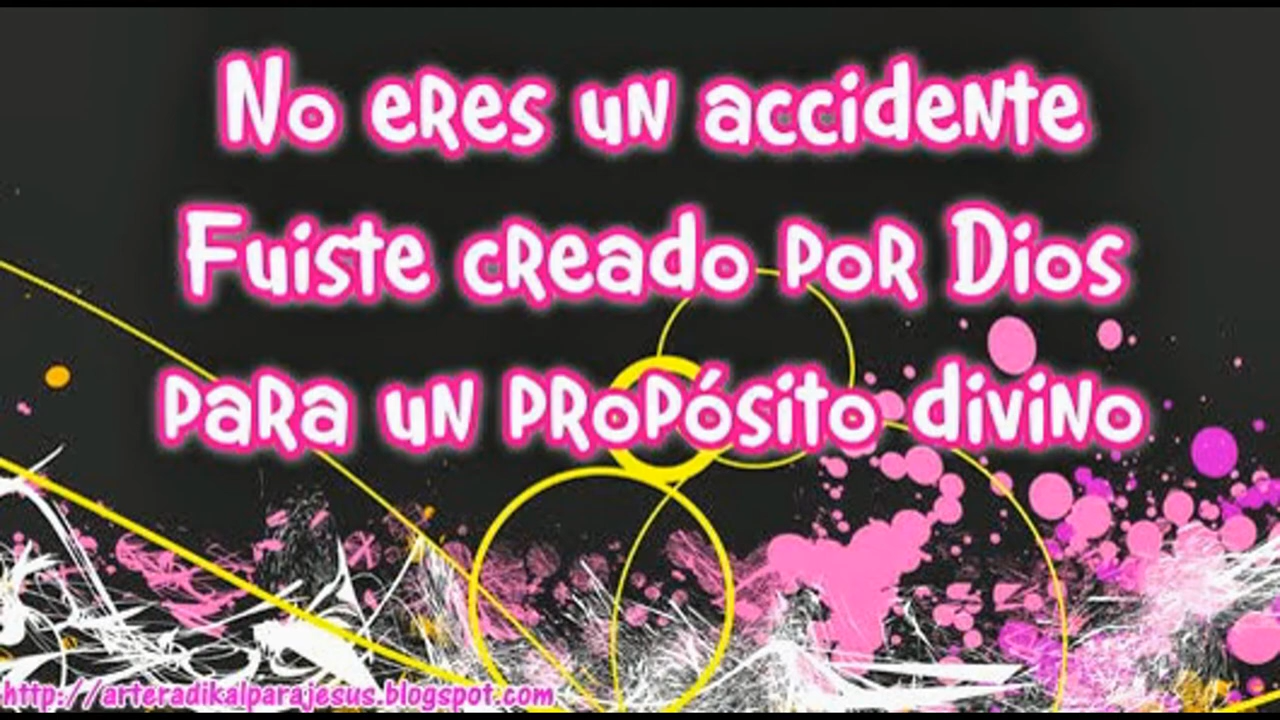 No eres un accidente
Fuiste creado por Dios
para un propósito divino
http://arteradikalparajesus.blogspot.com